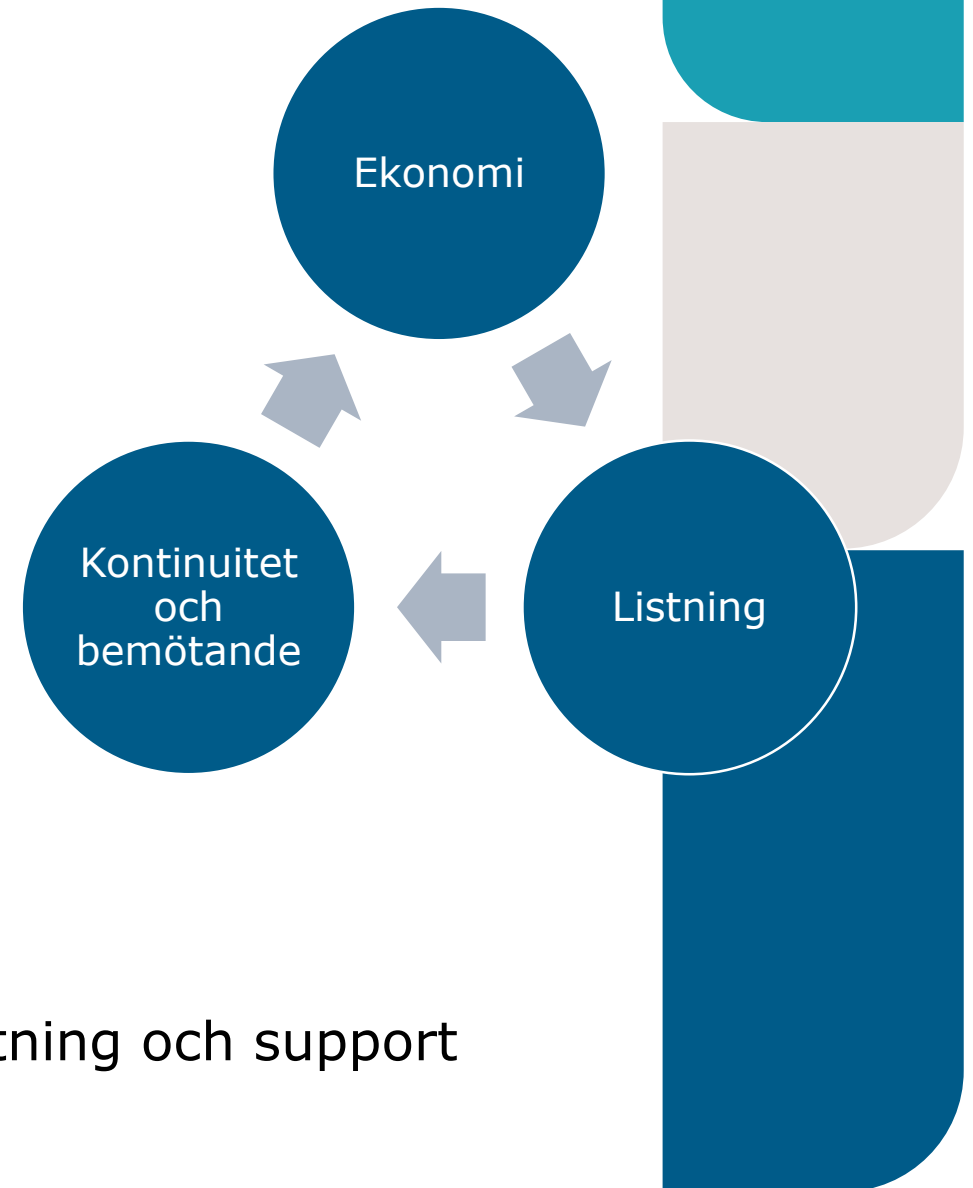 Ekonomi
Kontinuitet
och
bemötande
Listning
tning och support